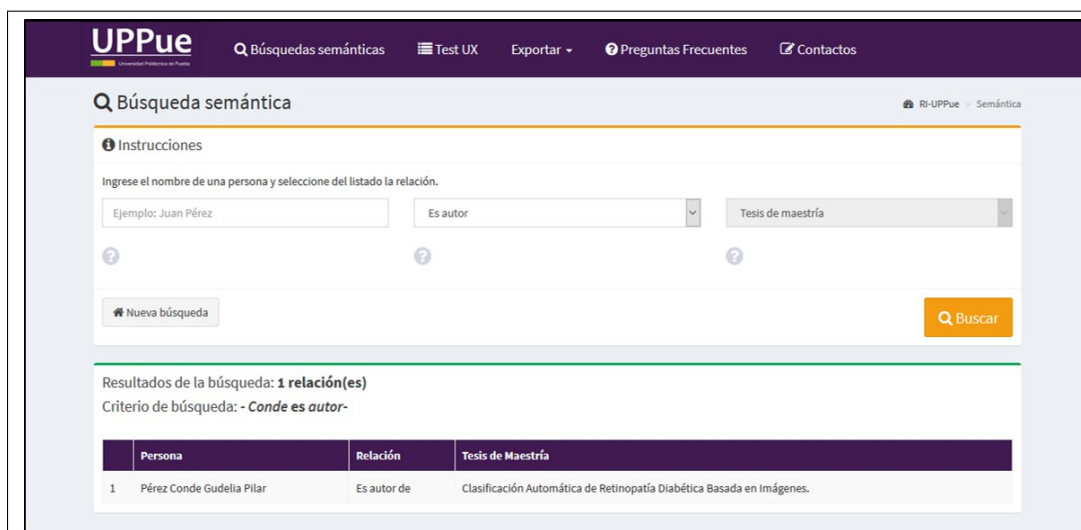 UPPue
Universidad Politécnica de Puebla
Búsquedas semánticas
Test UX
Exportar
Preguntas Frecuentes
Contactos
Búsqueda semántica
RI-UPPue > Semántica
Instrucciones
Ingrese el nombre de una persona y seleccione del listado la relación.
Ejemplo: Juan Pérez
Es autor
Tesis de maestría
?
?
?
Nueva búsqueda
Buscar
Resultados de la búsqueda: 1 relación(es)
Criterio de búsqueda: - Conde es autor-
Persona Relación Tesis de Maestría
1 Pérez Conde Gudelia Pilar Es autor de Clasificación Automática de Retinopatía Diabética Basada en Imágenes.